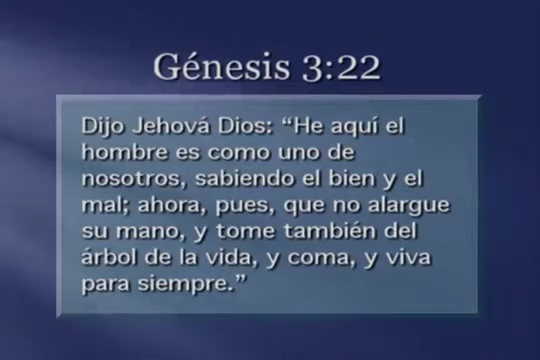 Génesis 3:22
Dijo Jehová Dios: “He aquí el
hombre es como uno de
nosotros, sabiendo el bien y el
mal; ahora, pues, que no alargue
su mano, y tome también del
árbol de la vida, y coma, y viva
para siempre.”